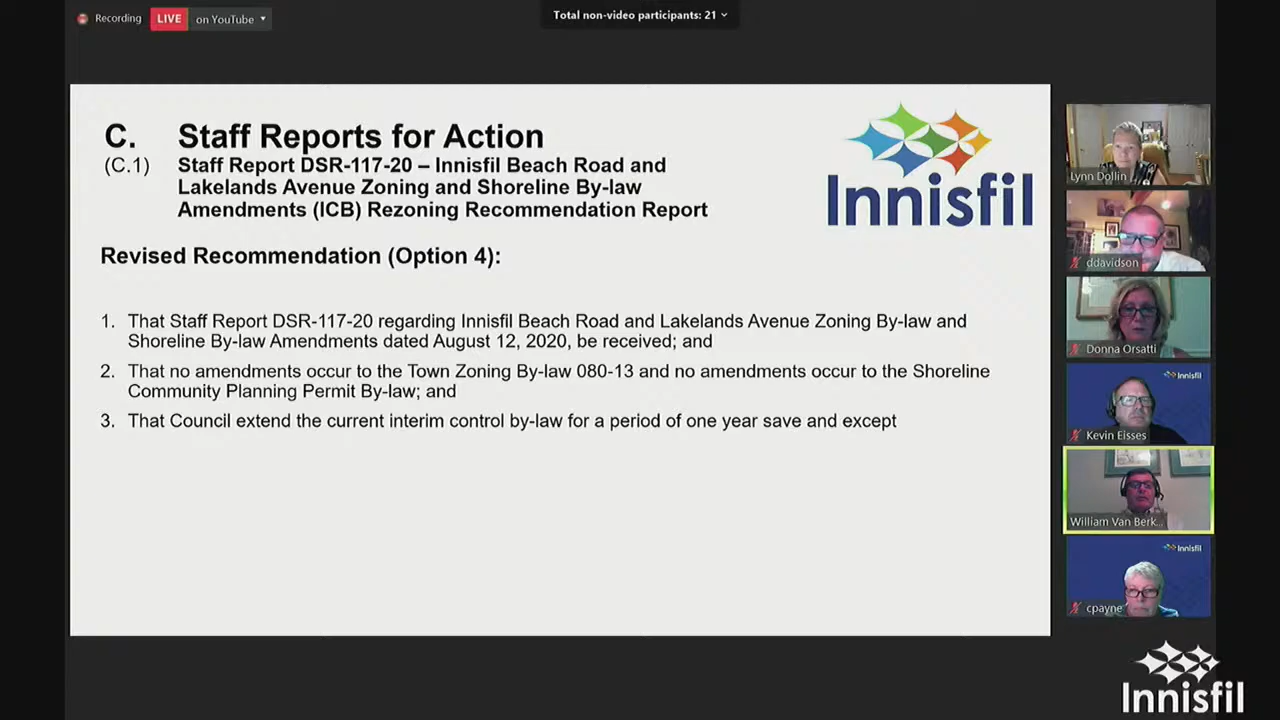 Recording
LIVE
on YouTube
Total non-video participants: 21
C. Staff Reports for Action
(C.1) Staff Report DSR-117-20 – Innisfil Beach Road and
Lakelands Avenue Zoning and Shoreline By-law
Amendments (ICB) Rezoning Recommendation Report
Innisfil
Revised Recommendation (Option 4):
1. That Staff Report DSR-117-20 regarding Innisfil Beach Road and Lakelands Avenue Zoning By-law and
Shoreline By-law Amendments dated August 12, 2020, be received; and
2. That no amendments occur to the Town Zoning By-law 080-13 and no amendments occur to the Shoreline
Community Planning Permit By-law; and
3. That Council extend the current interim control by-law for a period of one year save and except
Lynn Dollin
ddavidson
Donna Orsatti
Innisfil
Kevin Eisses
William Van Berk...
Innisfil
cpayne
Innisfil